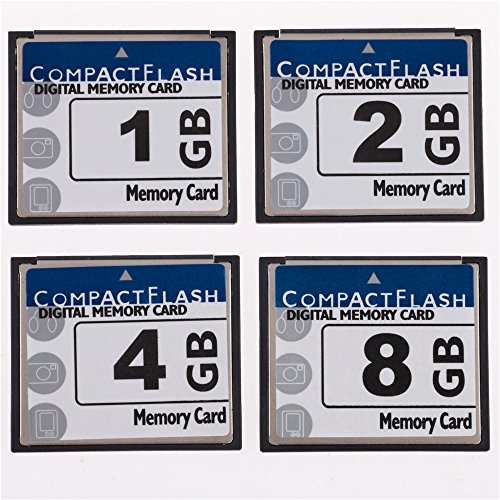 COMPACTFLASH
DIGITAL MEMORY CARD
1 GB
Memory Card
COMPACTFLASH
DIGITAL MEMORY CARD
2 GB
Memory Card
COMPACTFLASH
DIGITAL MEMORY CARD
4 GB
Memory Card
COMPACTFLASH
DIGITAL MEMORY CARD
8 GB
Memory Card